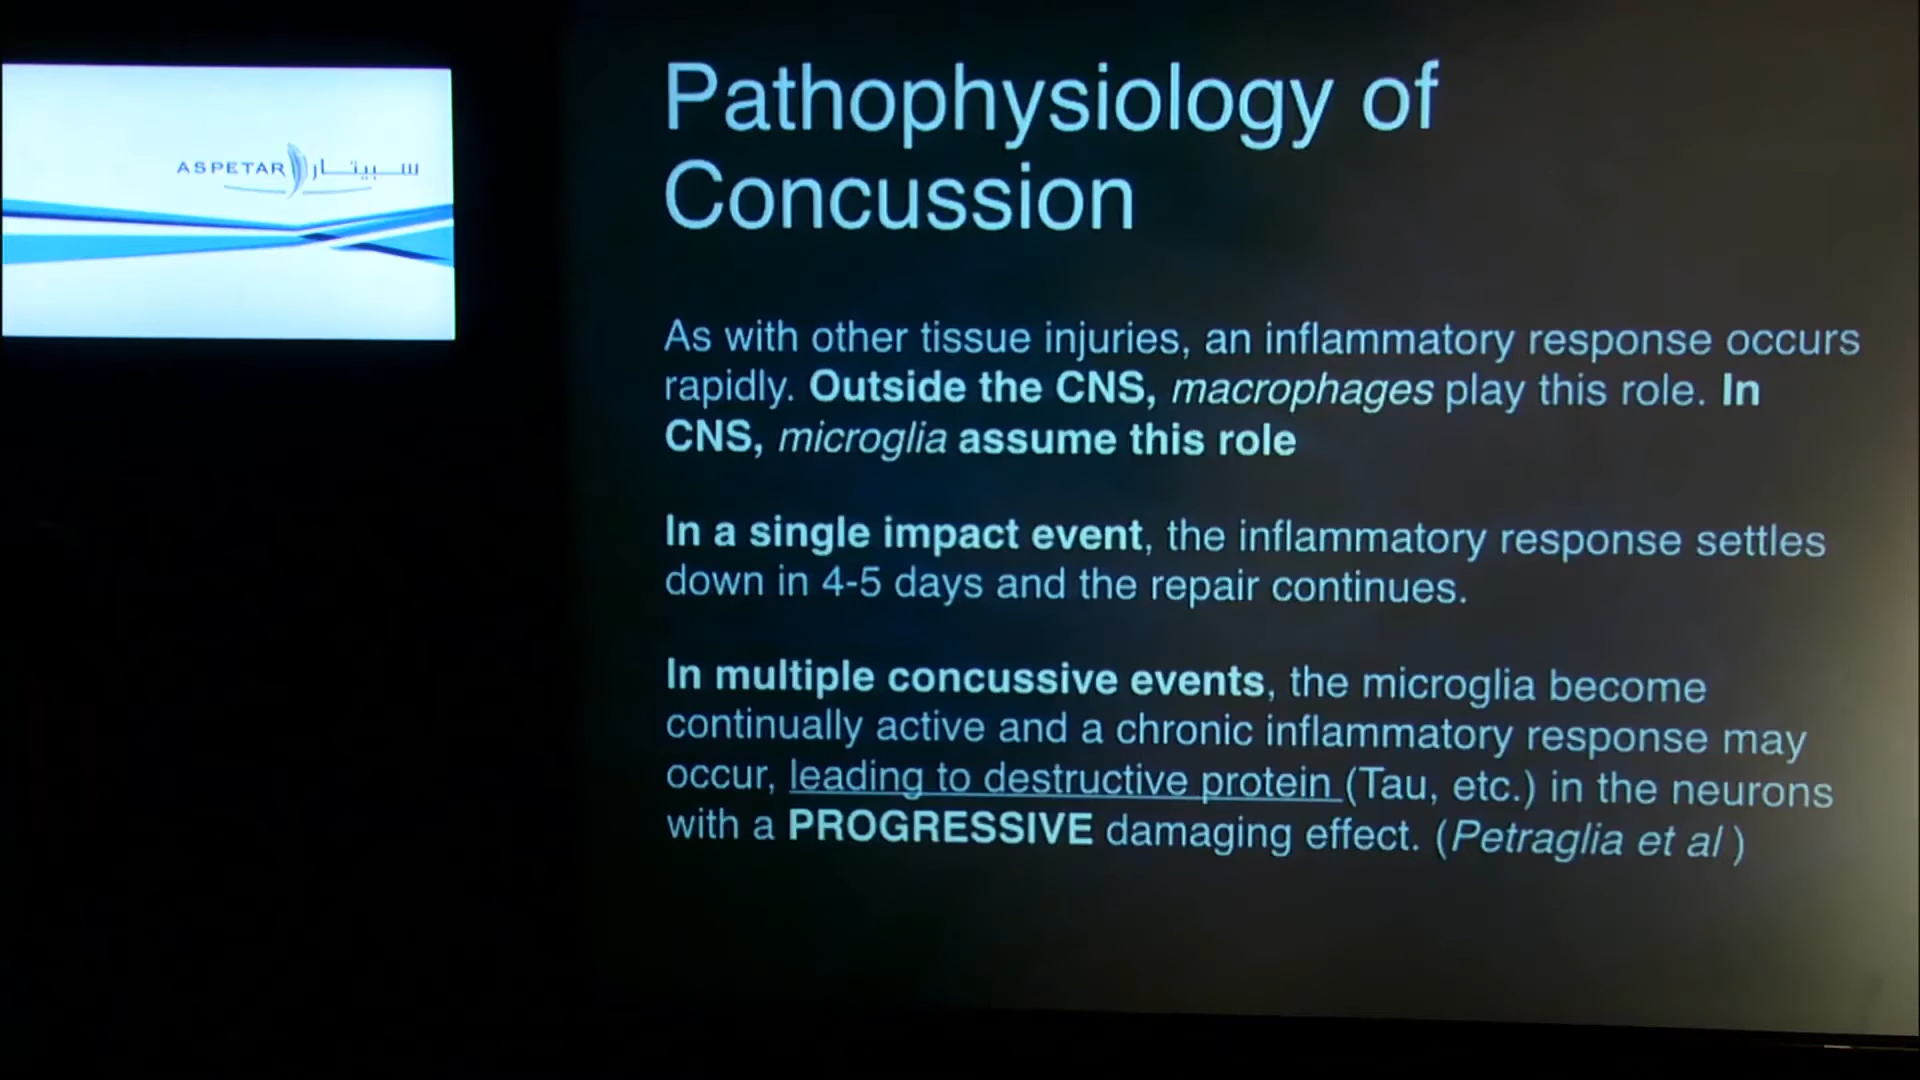 ASPETAR سبيتار
Pathophysiology of
Concussion
As with other tissue injuries, an inflammatory response occurs
rapidly. Outside the CNS, macrophages play this role. In
CNS, microglia assume this role
In a single impact event, the inflammatory response settles
down in 4-5 days and the repair continues.
In multiple concussive events, the microglia become
continually active and a chronic inflammatory response may
occur, leading to destructive protein (Tau, etc.) in the neurons
with a PROGRESSIVE damaging effect. (Petraglia et al )